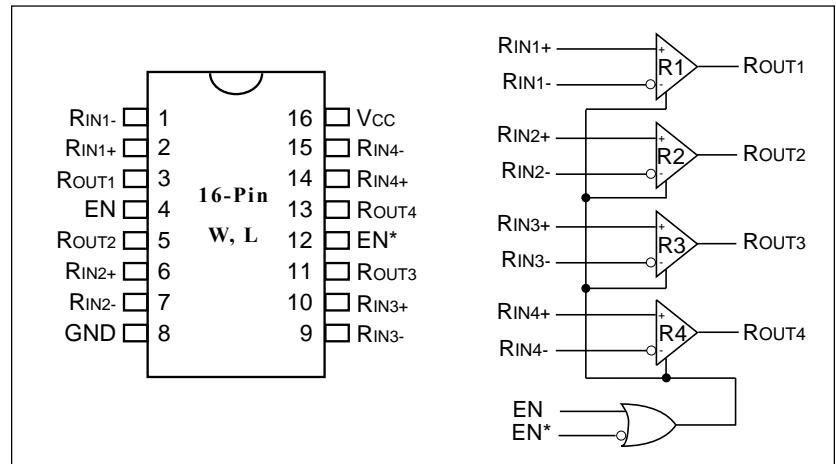 RIN1- 1 16 VCC
RIN1+ 2 15 RIN4-
ROUT1 3 14 RIN4+
EN 4 13 ROUT4
ROUT2 5 12 EN*
RIN2+ 6 11 ROUT3
RIN2- 7 10 RIN3+
GND 8 9 RIN3-
16-Pin
W, L
RIN1+ + R1 ROUT1
RIN1- -
RIN2+ + R2 ROUT2
RIN2- -
RIN3+ + R3 ROUT3
RIN3- -
RIN4+ + R4 ROUT4
RIN4- -
EN
EN*